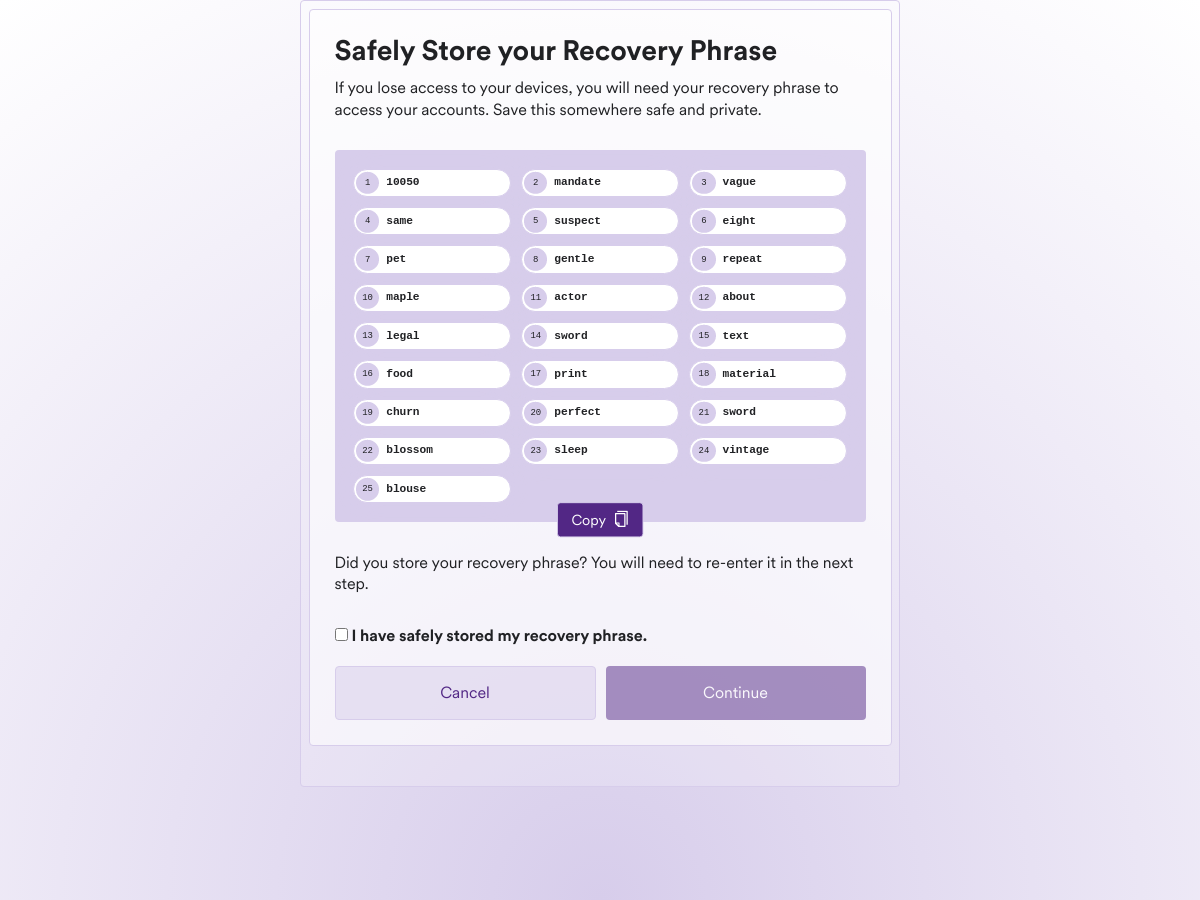 Safely Store your Recovery Phrase
If you lose access to your devices, you will need your recovery phrase to
access your accounts. Save this somewhere safe and private.
1 10050 2 mandate 3 vague
4 same 5 suspect 6 eight
7 pet 8 gentle 9 repeat
10 maple 11 actor 12 about
13 legal 14 sword 15 text
16 food 17 print 18 material
19 churn 20 perfect 21 sword
22 blossom 23 sleep 24 vintage
25 blouse
Copy
Did you store your recovery phrase? You will need to re-enter it in the next
step.
I have safely stored my recovery phrase.
Cancel Continue